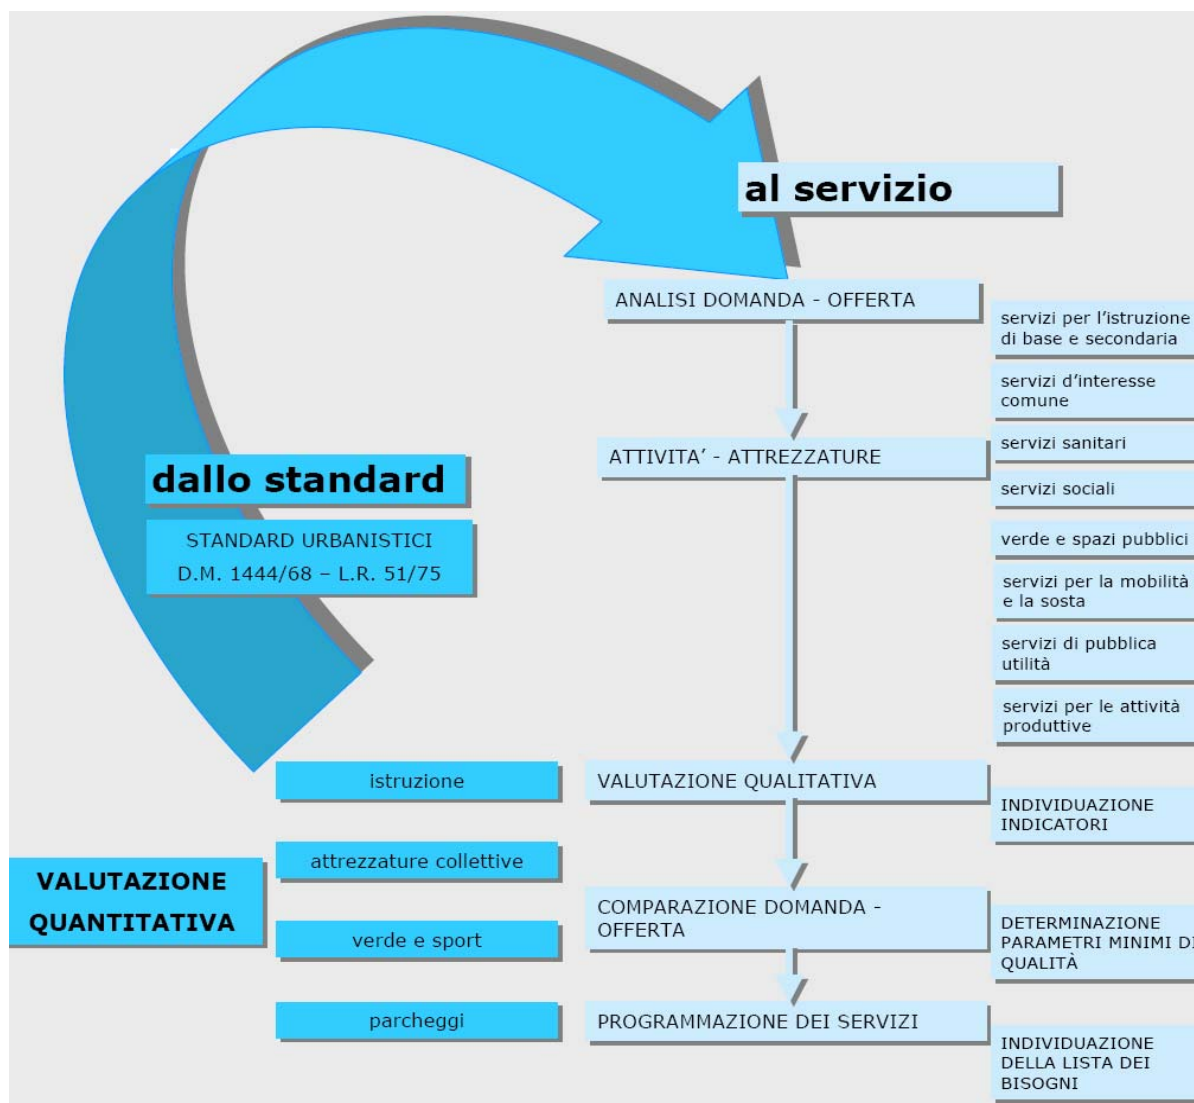 al servizio
ANALISI DOMANDA - OFFERTA
servizi per l'istruzione
di base e secondaria
servizi d'interesse
comune
ATTIVITA' - ATTREZZATURE
servizi sanitari
servizi sociali
verde e spazi pubblici
servizi per la mobilità
e la sosta
servizi di pubblica
utilità
servizi per le attività
produttive
dallo standard
STANDARD URBANISTICI
D.M. 1444/68 – L.R. 51/75
VALUTAZIONE
QUANTITATIVA
istruzione
attrezzature collettive
verde e sport
parcheggi
VALUTAZIONE QUALITATIVA
INDIVIDUAZIONE
INDICATORI
COMPARAZIONE DOMANDA -
OFFERTA
DETERMINAZIONE
PARAMETRI MINIMI DI
QUALITÀ
PROGRAMMAZIONE DEI SERVIZI
INDIVIDUAZIONE
DELLA LISTA DEI
BISOGNI